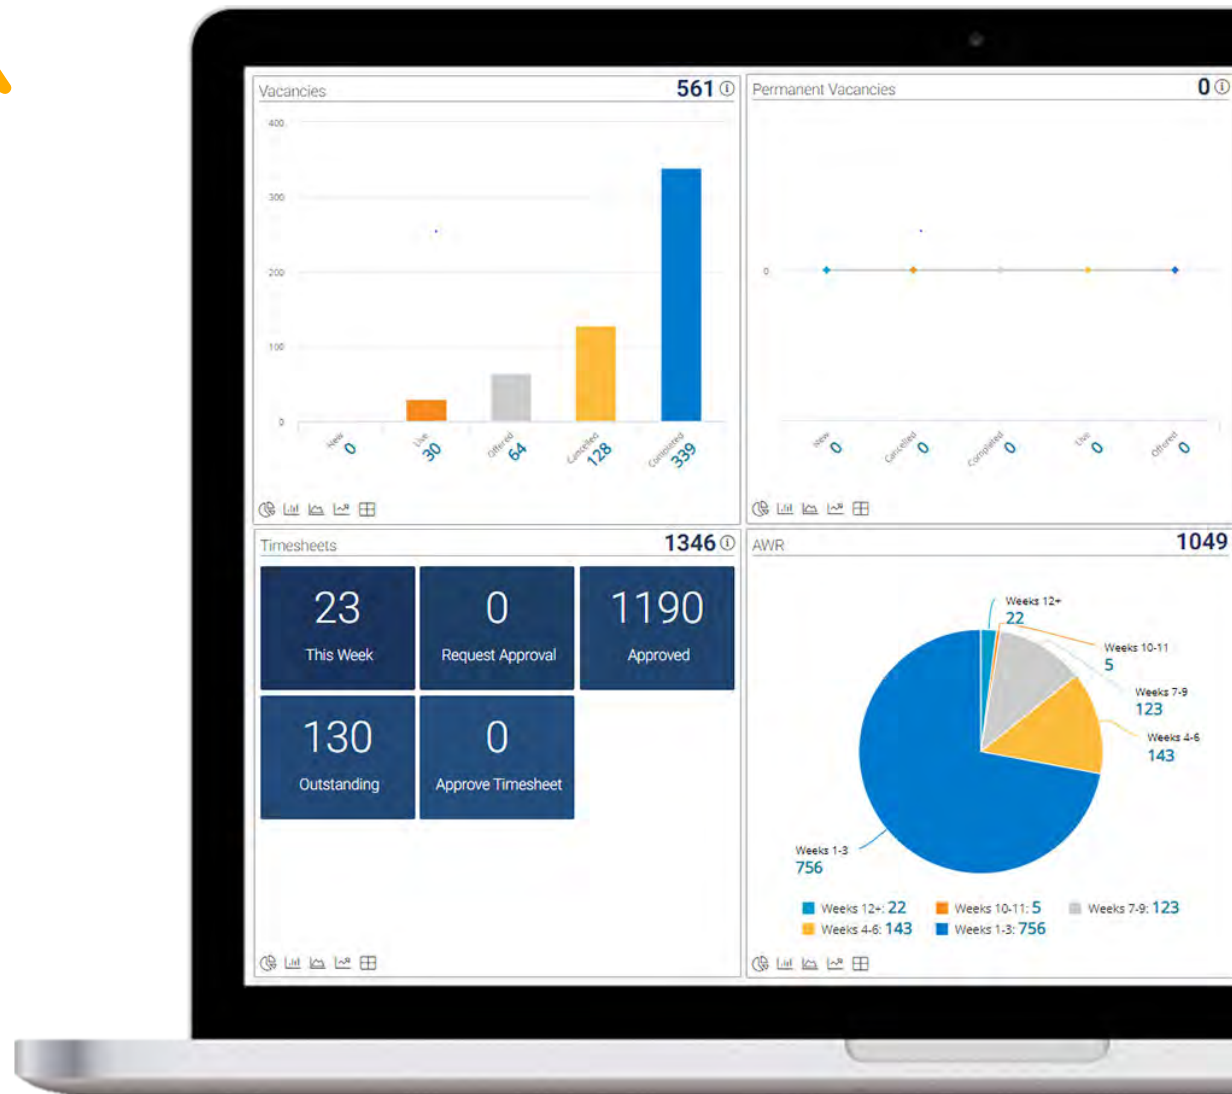 Vacancies 561
400
300
200
100
0
New 0
Live 30
Offered 64
Cancelled 128
Completed 339
Permanent Vacancies 0
0
New 0
Cancelled 0
Completed 0
Live 0
Offered 0
Timesheets 1346
23
This Week
0
Request Approval
1190
Approved
130
Outstanding
0
Approve Timesheet
AWR 1049
Weeks 12+
22
Weeks 10-11
5
Weeks 7-9
123
Weeks 4-6
143
Weeks 1-3
756
Weeks 12+: 22 Weeks 10-11: 5 Weeks 7-9: 123
Weeks 4-6: 143 Weeks 1-3: 756